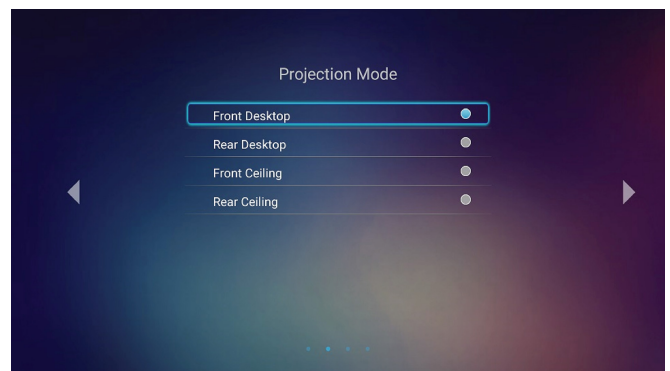 Projection Mode
Front Desktop
Rear Desktop
Front Ceiling
Rear Ceiling